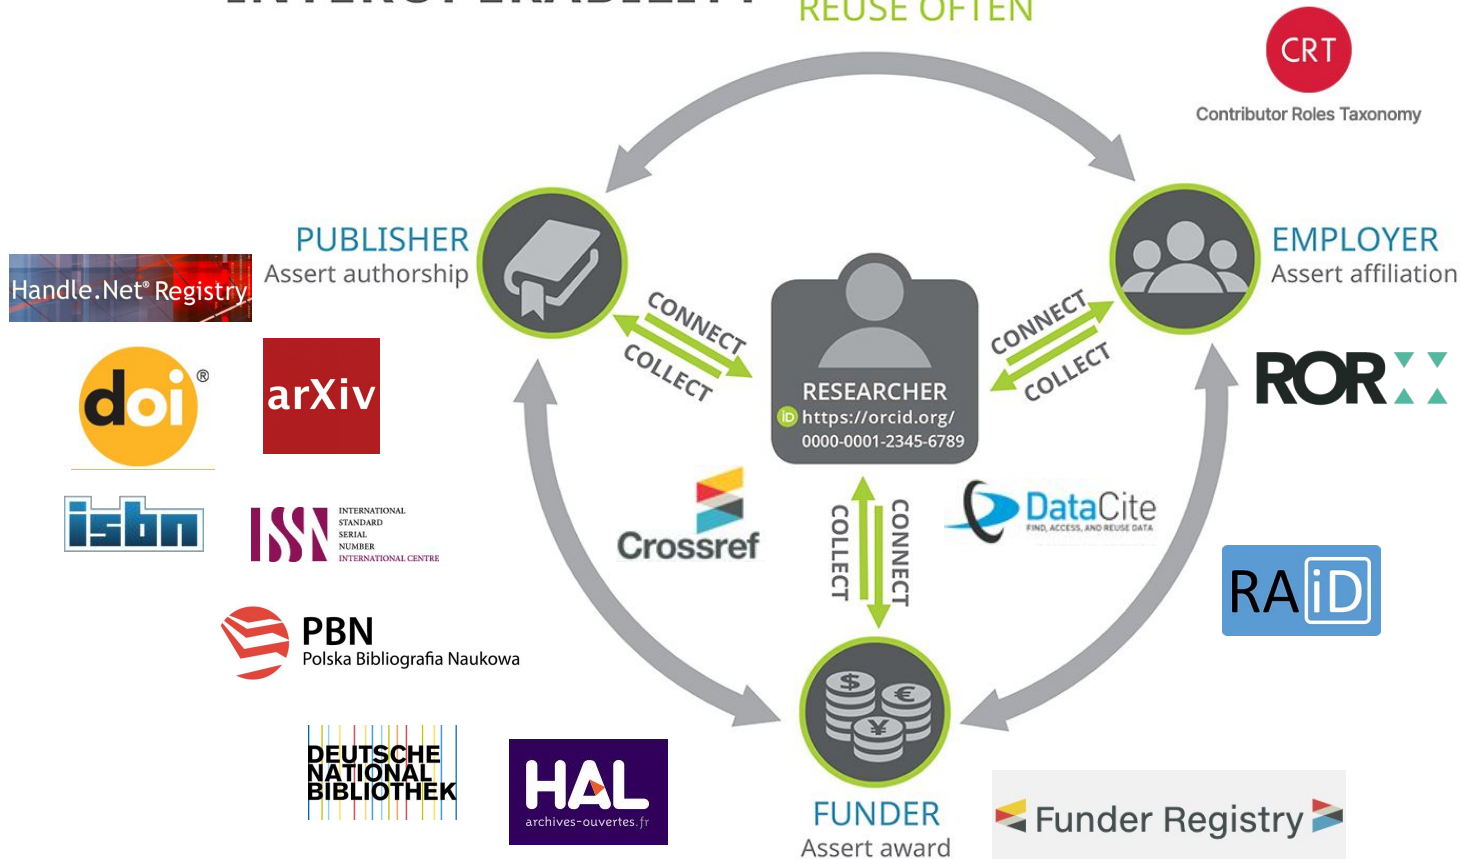 INTEROPERABILITY
REUSE OFTEN
CRT
Contributor Roles Taxonomy
PUBLISHER
Assert authorship
EMPLOYER
Assert affiliation
Handle.Net® Registry
CONNECT
COLLECT
CONNECT
COLLECT
doi®
arXiv
RESEARCHER
iD https://orcid.org/
0000-0001-2345-6789
ROR
isbn
ISSN
INTERNATIONAL
STANDARD
SERIAL
NUMBER
INTERNATIONAL CENTRE
Crossref
COLLECT
CONNECT
DataCite
FIND, ACCESS, AND REUSE DATA
RAiD
PBN
Polska Bibliografia Naukowa
$
€
¥
DEUTSCHE
NATIONAL
BIBLIOTHEK
HAL
archives-ouvertes.fr
FUNDER
Assert award
Funder Registry